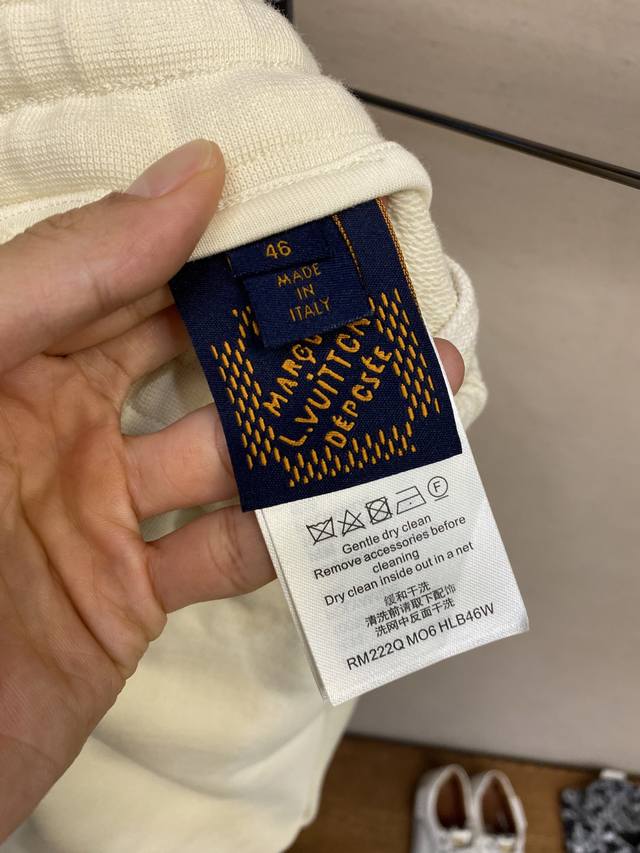 46
MADE
IN
ITALY
MARQU
L.VUITTON
DEPOSÉE
F
Gentle dry clean
Remove accessories before
cleaning
Dry clean inside out in a net
缓和干洗
清洗前请取下配饰
洗网中反面干洗
RM222Q MO6 HLB46W